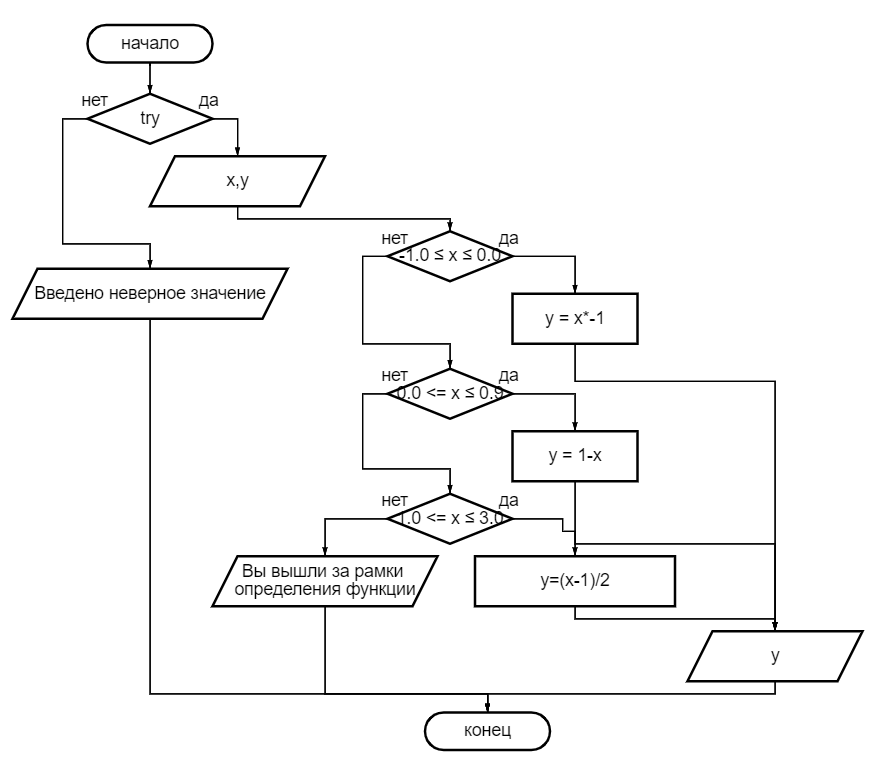 начало
нет
да
try
x,y
нет
да
-1.0 ≤ x ≤ 0.0
Введено неверное значение
y = x*-1
нет
да
0.0 <= x ≤ 0.9
y = 1-x
нет
да
1.0 <= x ≤ 3.0
Вы вышли за рамки
определения функции
y=(x-1)/2
y
конец